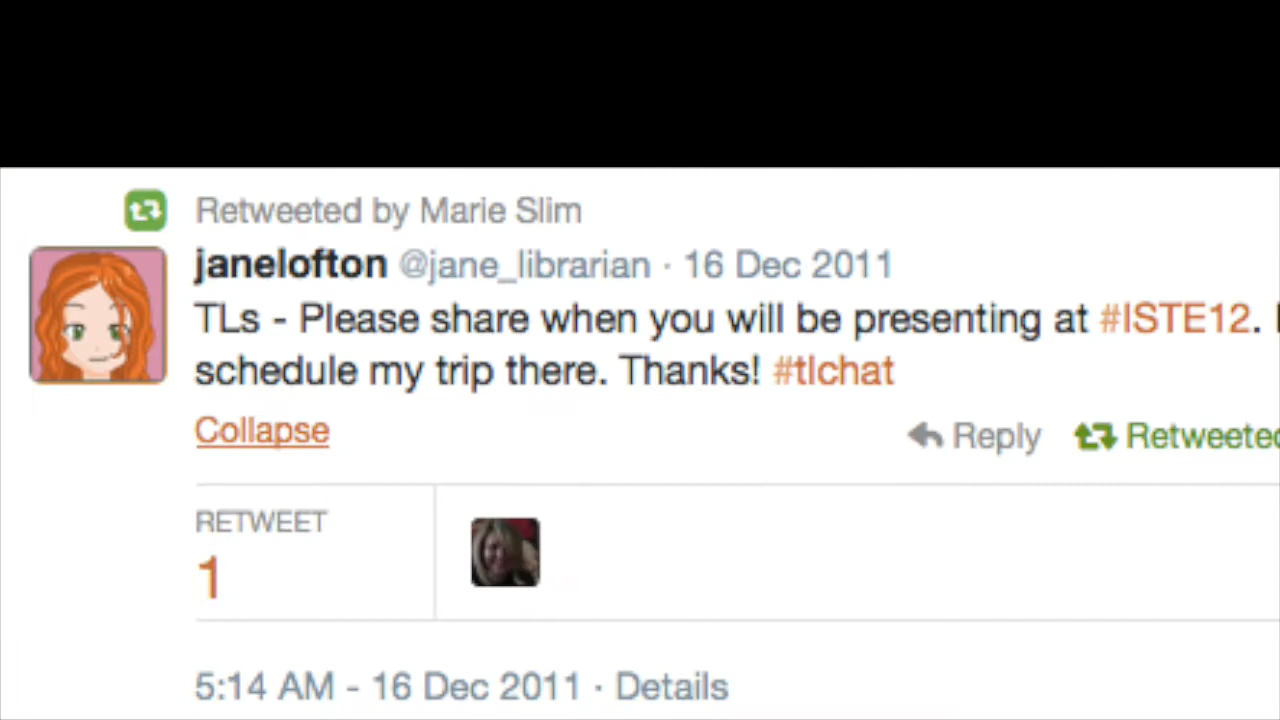 Retweeted by Marie Slim
janelofton @jane_librarian · 16 Dec 2011
TLs - Please share when you will be presenting at #ISTE12.
schedule my trip there. Thanks! #tlchat
Collapse
Reply Retweeted
RETWEET
1
5:14 AM - 16 Dec 2011 · Details